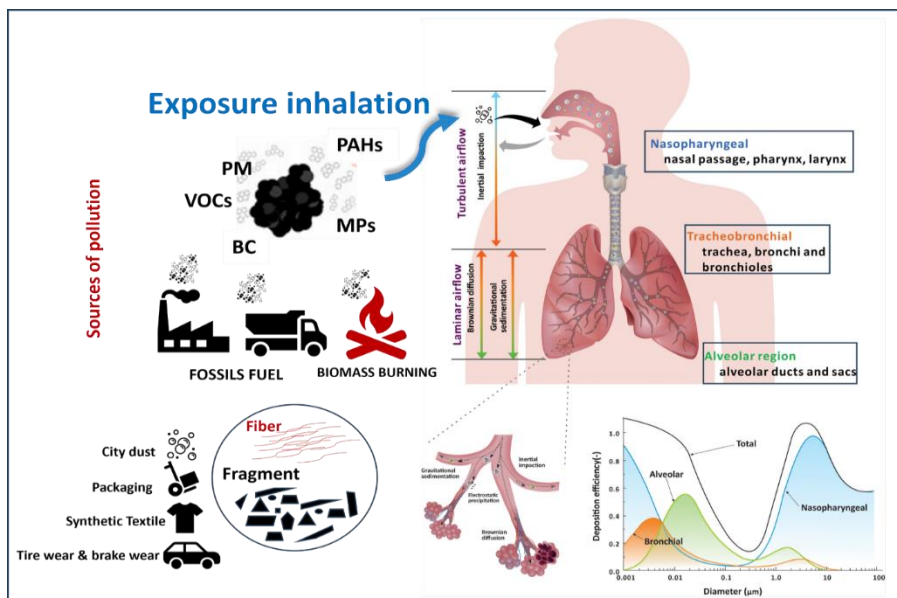 Exposure inhalation
PAHs
PM
VOCs
MPs
BC
Sources of pollution
FOSSILS FUEL
BIOMASS BURNING
City dust
Packaging
Synthetic Textile
Tire wear & brake wear
Fiber
Fragment
Turbulent airflow
Inertial impaction
Laminar airflow
Brownian diffusion
Gravitational
sedimentation
Nasopharyngeal
nasal passage, pharynx, larynx
Tracheobronchial
trachea, bronchi and
bronchioles
Alveolar region
alveolar ducts and sacs
Gravitational
sedimentation
Inertial
impaction
Electrostatic
precipitation
Brownian
diffusion
Deposition efficiency(-)
1.0
0.8
0.6
0.4
0.2
0.0
Total
Alveolar
Nasopharyngeal
Bronchial
0.001
0.01
0.1
1.0
10
100
Diameter (μm)